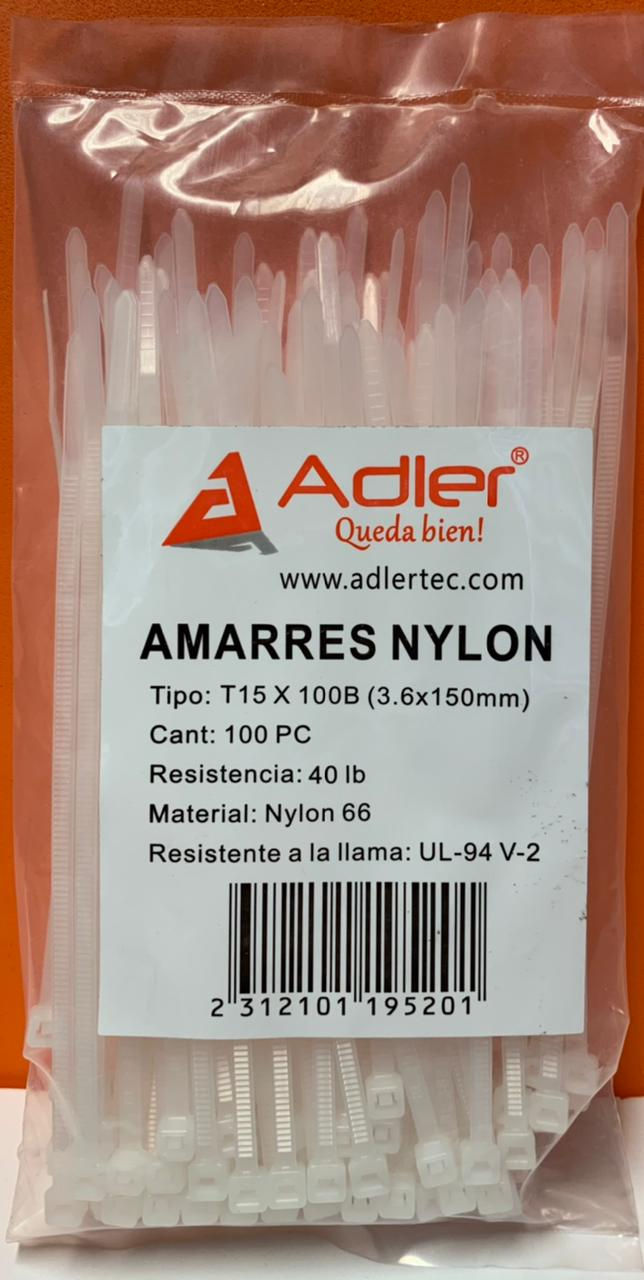 Adler®
Queda bien!
www.adlertec.com
AMARRES NYLON
Tipo: T15 X 100B (3.6x150mm)
Cant: 100 PC
Resistencia: 40 lb
Material: Nylon 66
Resistente a la llama: UL-94 V-2
2 312101 195201